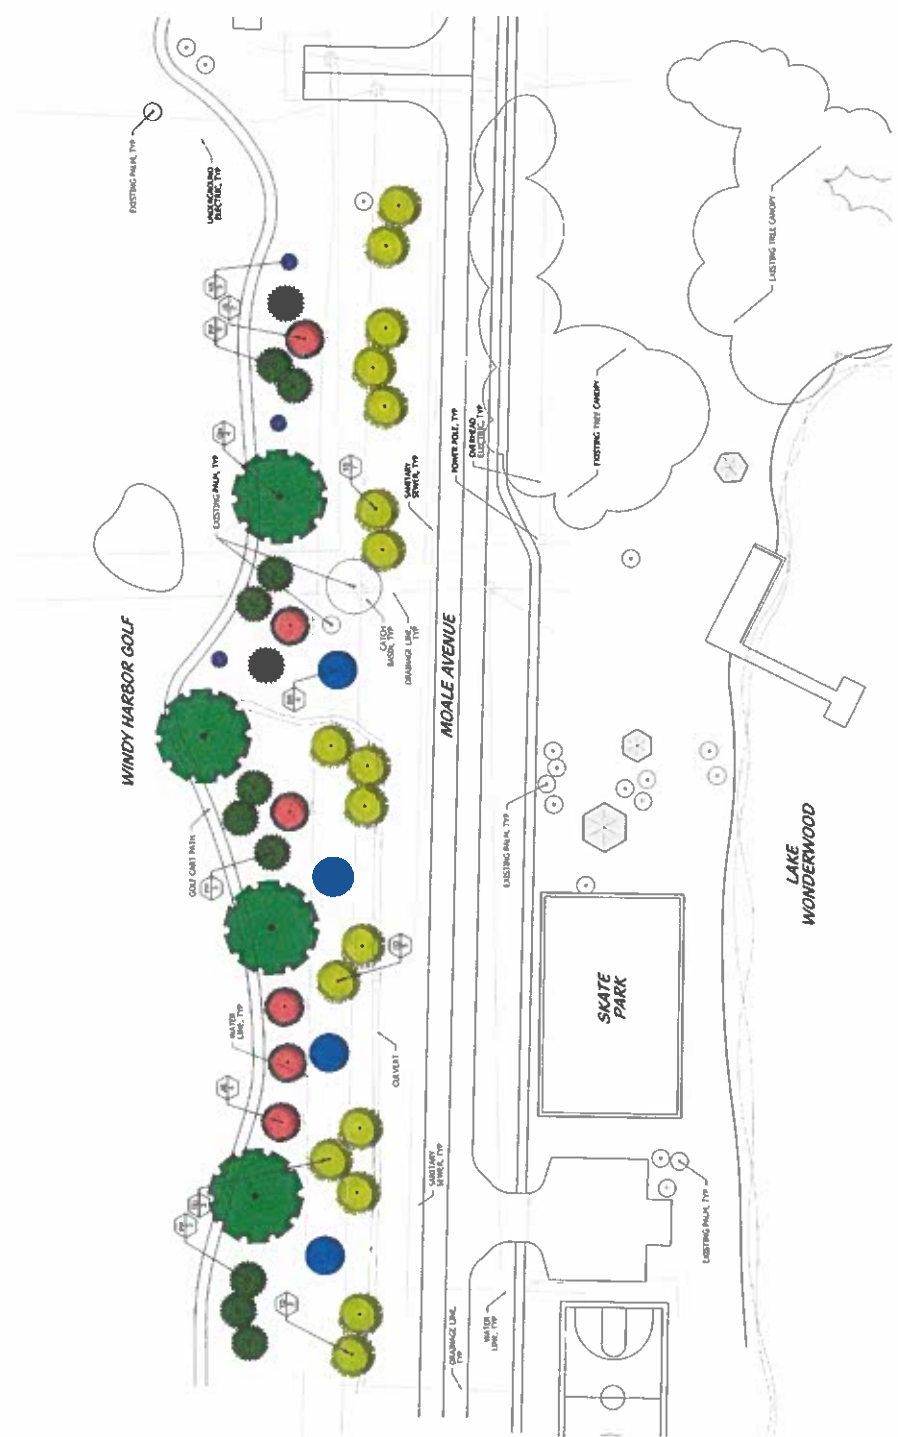 EXISTING PALM, TYP
UNDERGROUND
ELECTRIC, TYP
EXISTING TREE CANOPY
EXISTING TREE CANOPY
POWER POLE, TYP
OVERHEAD
ELECTRIC, TYP
SANITARY
SEWER, TYP
EXISTING PALM, TYP
CATCH
BASIN, TYP
DRAINAGE LINE,
TYP
WINDY HARBOR GOLF
MOALE AVENUE
GOLF CART PATH
EXISTING PALM, TYP
LAKE
WONDERWOOD
SKATE
PARK
WATER
LINE, TYP
CULVERT
SANITARY
SEWER, TYP
EXISTING PALM, TYP
DRAINAGE LINE,
TYP
WATER
LINE, TYP